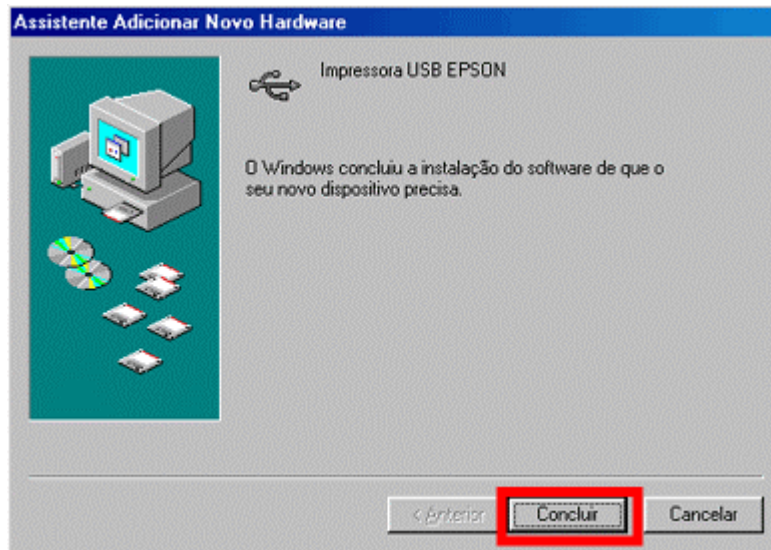 Assistente Adicionar Novo Hardware
Impressora USB EPSON
O Windows concluiu a instalação do software de que o
seu novo dispositivo precisa.
< Anterior
Concluir
Cancelar